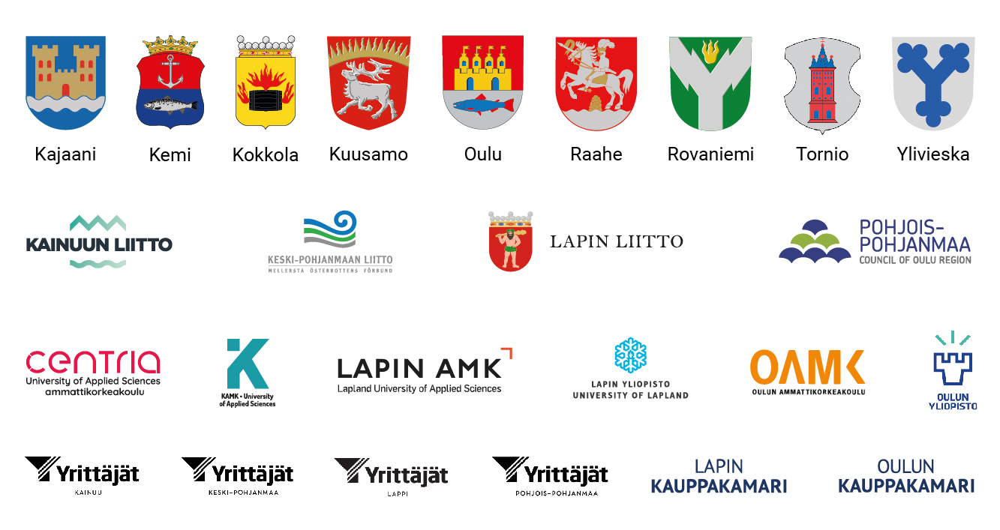 Kajaani
Kemi
Kokkola
Kuusamo
Oulu
Raahe
Rovaniemi
Tornio
Ylivieska
KAINUUN LIITTO
KESKI-POHJANMAAN LIITTO
MELLERSTA ÖSTERBOTTENS FÖRBUND
LAPIN LIITTO
POHJOIS-
POHJANMAA
COUNCIL OF OULU REGION
centria
University of Applied Sciences
ammattikorkeakoulu
K
KAMK • University
of Applied Sciences
LAPIN AMK
Lapland University of Applied Sciences
LAPIN YLIOPISTO
UNIVERSITY OF LAPLAND
OAMK
OULUN AMMATTIKORKEAKOULU
OULUN
YLIOPISTO
Yrittäjät
KAINUU
Yrittäjät
KESKI-POHJANMAA
Yrittäjät
LAPPI
Yrittäjät
POHJOIS-POHJANMAA
LAPIN
KAUPPAKAMARI
OULUN
KAUPPAKAMARI